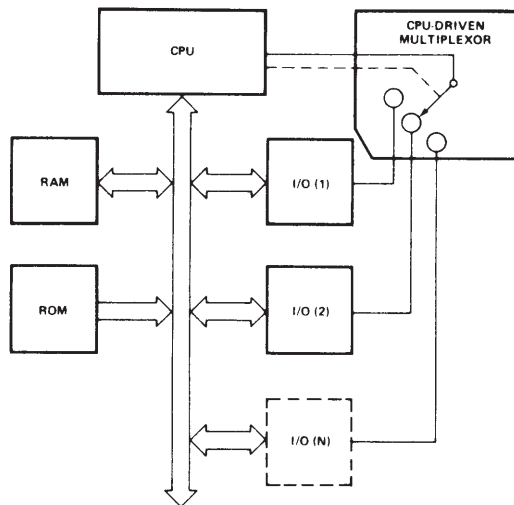 CPU-DRIVEN
MULTIPLEXOR
CPU
RAM
I/O (1)
ROM
I/O (2)
I/O (N)